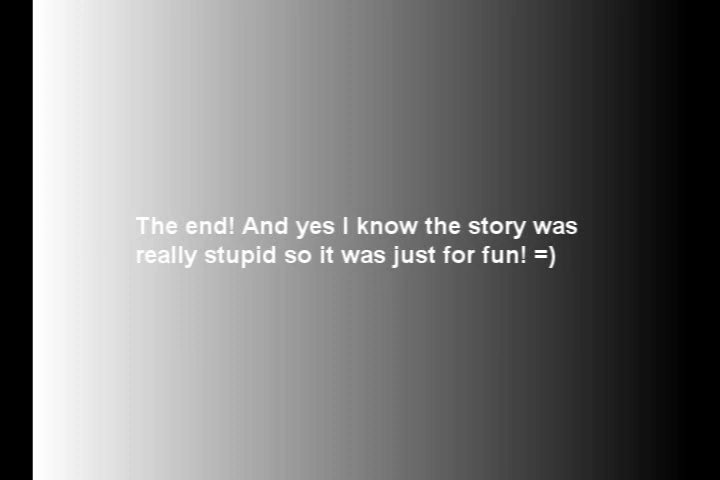 The end! And yes I know the story was
really stupid so it was just for fun! =)